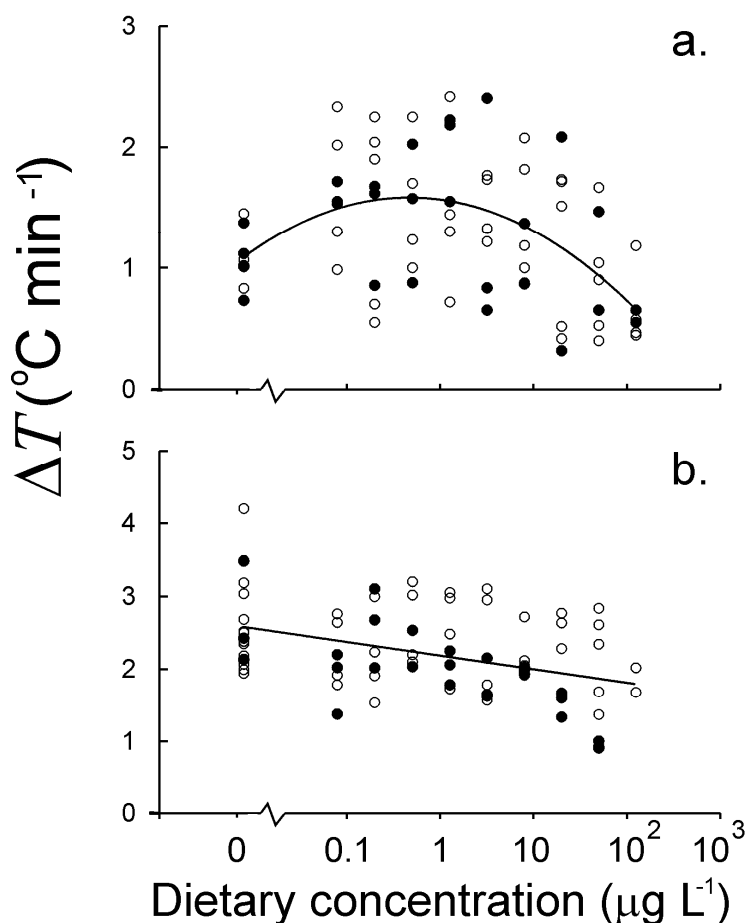 a.
3
2
1
0
ΔT (°C min⁻¹)
b.
5
4
3
2
1
0
0 0.1 1 10 10² 10³
Dietary concentration (µg L⁻¹)